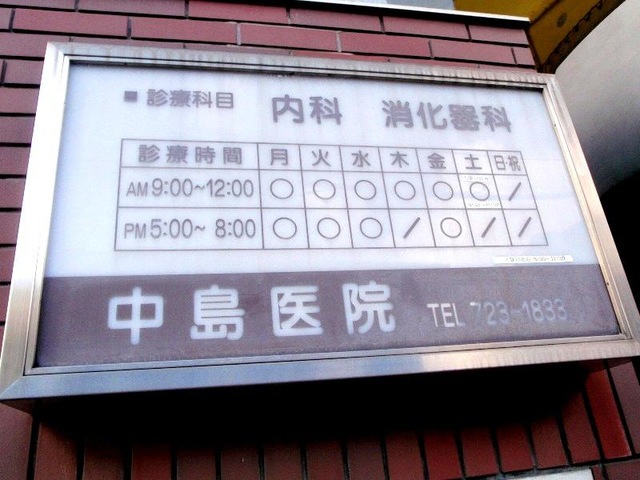 ■ 診療科目 内科 消化器科
診療時間 月 火 水 木 金 土 日・祝
AM 9:00~12:00 ○ ○ ○ ○ ○ ○ /
PM 5:00~ 8:00 ○ ○ ○ / ○ / /
中島医院 TEL 723-1833